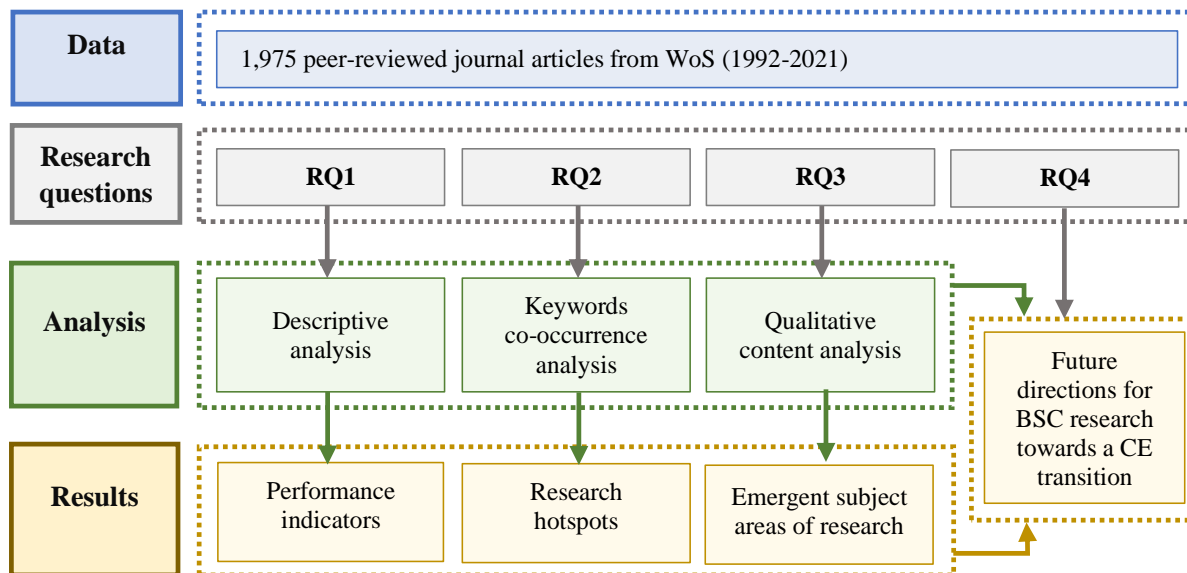 Data
1,975 peer-reviewed journal articles from WoS (1992-2021)
Research
questions
RQ1
RQ2
RQ3
RQ4
Analysis
Descriptive
analysis
Keywords
co-occurrence
analysis
Qualitative
content analysis
Future
directions for
BSC research
towards a CE
transition
Results
Performance
indicators
Research
hotspots
Emergent subject
areas of research